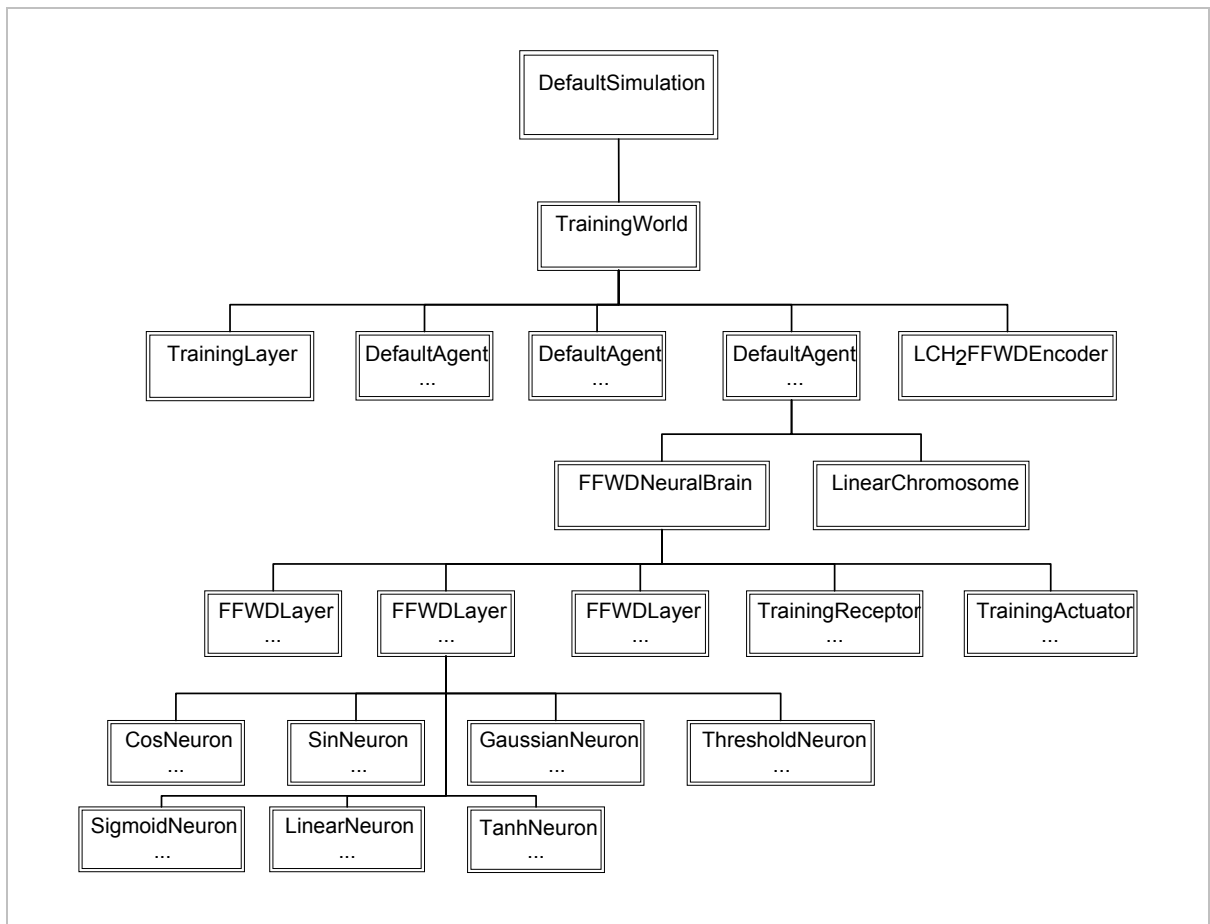 DefaultSimulation
TrainingWorld
TrainingLayer
DefaultAgent
...
DefaultAgent
...
DefaultAgent
...
LCH2FFWDEncoder
FFWDNeuralBrain
LinearChromosome
FFWDLayer
...
FFWDLayer
...
FFWDLayer
...
TrainingReceptor
...
TrainingActuator
...
CosNeuron
...
SinNeuron
...
GaussianNeuron
...
ThresholdNeuron
...
SigmoidNeuron
...
LinearNeuron
...
TanhNeuron
...